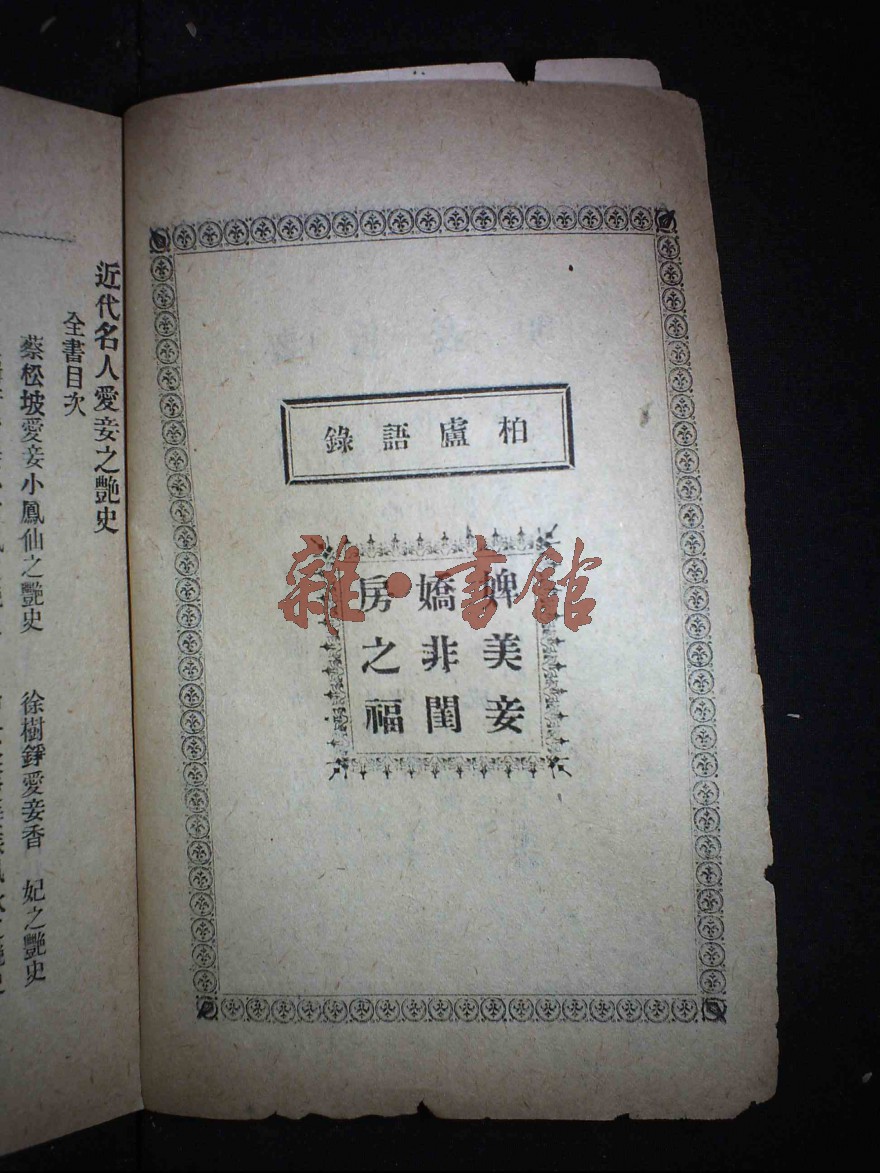 柏盧語錄
婢美妾
嬌非閨
房之福
雜·書館
近代名人愛妾之艷史
全書目次
蔡松坡愛妾小鳳仙之艷史
徐樹錚愛妾香妃之艷史